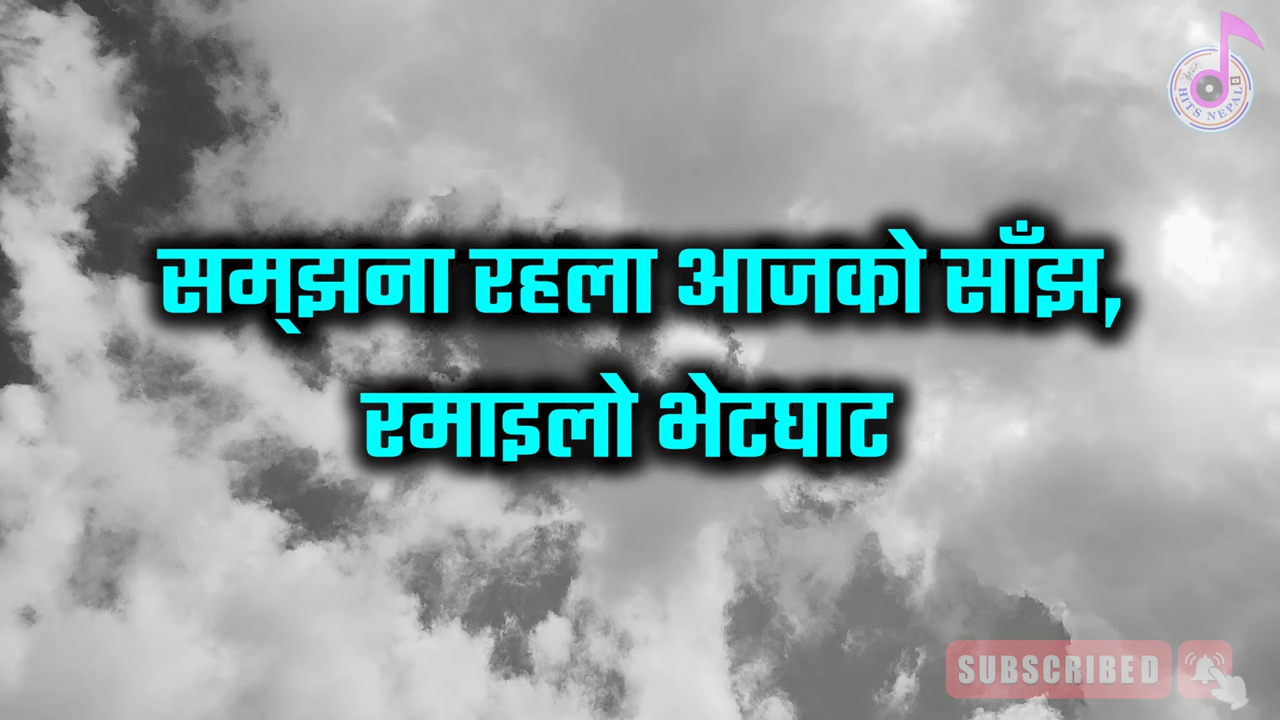 HITS NEPAL
सम्झना रहला आजको साँझ,
रमाइलो भेटघाट
SUBSCRIBED